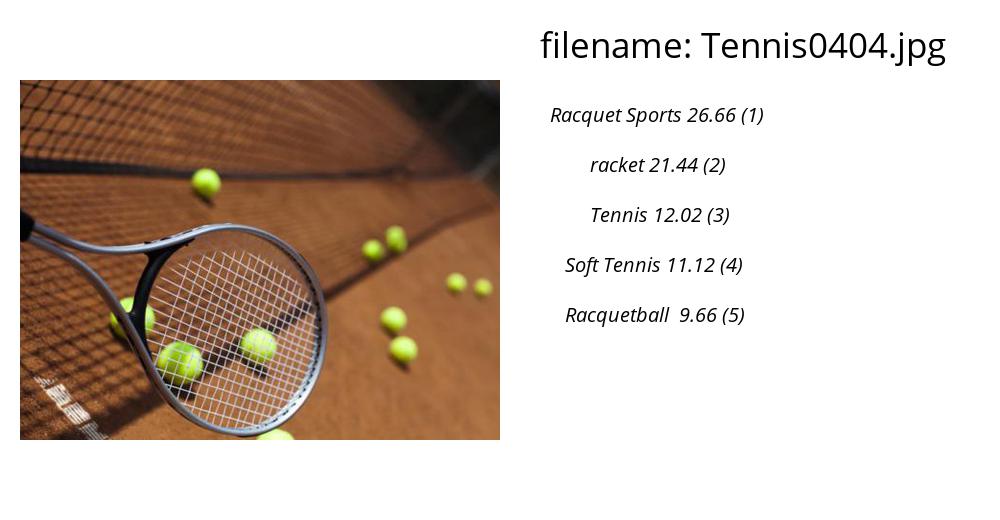 filename: Tennis0404.jpg
Racquet Sports 26.66 (1)
racket 21.44 (2)
Tennis 12.02 (3)
Soft Tennis 11.12 (4)
Racquetball  9.66 (5)